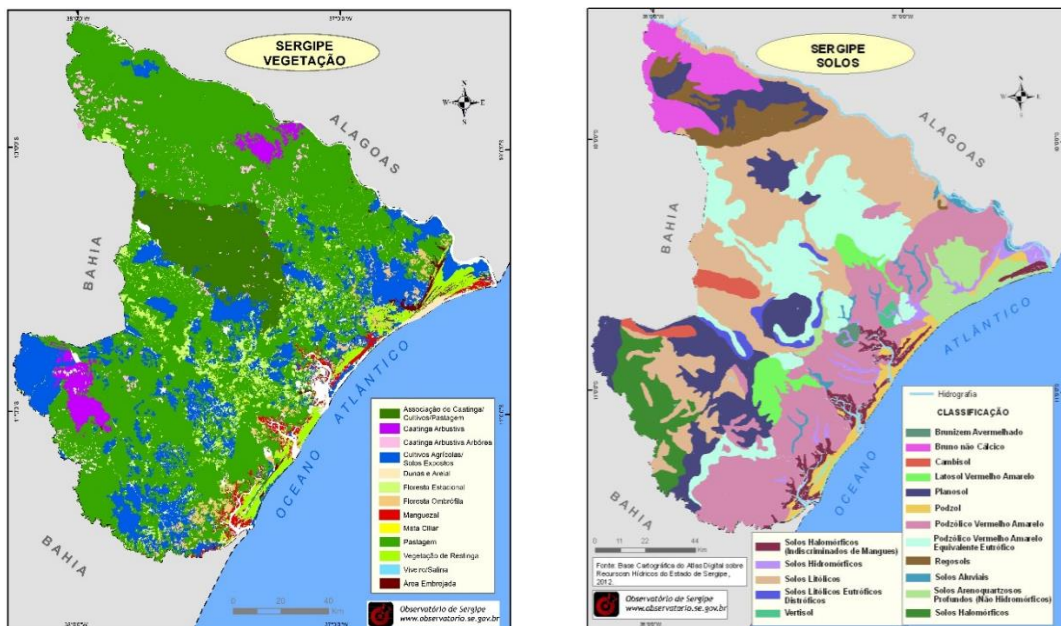 SERGIPE
VEGETAÇÃO
N
W
E
S
ALAGOAS
BAHIA
BAHIA
OCEANO
ATLÂNTICO
Associação de Caatinga/
Cultivos/Pastagem
Caatinga Arbustiva
Caatinga Arbustiva Arbórea
Cultivos Agrícolas/
Solos Expostos
Dunas e Areial
Floresta Estacional
Floresta Ombrófila
Manguezal
Mata Ciliar
Pastagem
Vegetação de Restinga
Viveiro/Salina
Área Embrejada
Observatório de Sergipe
www.observatorio.se.gov.br
SERGIPE
SOLOS
N
W
E
S
ALAGOAS
BAHIA
BAHIA
OCEANO
ATLÂNTICO
Hidrografia
CLASSIFICAÇÃO
Brunizem Avermelhado
Bruno não Cálcico
Cambisol
Latosol Vermelho Amarelo
Planosol
Podzol
Podzólico Vermelho Amarelo
Podzólico Vermelho Amarelo
Equivalente Eutrófico
Regosols
Solos Aluviais
Solos Arenoquartzosos
Profundos (Não Hidromórficos)
Solos Halomórficos
Solos Halomórficos
(Indiscriminados de Mangues)
Solos Hidromórficos
Solos Litólicos
Solos Litólicos Eutróficos
Distróficos
Vertisol
0 11 22 44
Km
Fonte: Base Cartográfica do Atlas Digital sobre
Recursos Hídricos do Estado de Sergipe,
2012.
Observatório de Sergipe
www.observatorio.se.gov.br